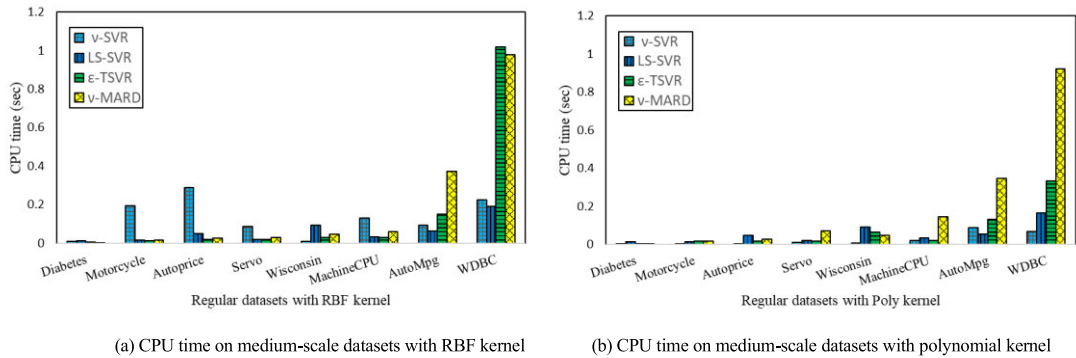 1.2
1
0.8
0.6
0.4
0.2
0
CPU time (sec)
ν-SVR
LS-SVR
ε-TSVR
ν-MARD
Diabetes
Motorcycle
Autoprice
Servo
Wisconsin
MachineCPU
AutoMpg
WDBC
Regular datasets with RBF kernel
(a) CPU time on medium-scale datasets with RBF kernel
1.2
1
0.8
0.6
0.4
0.2
0
CPU time (sec)
ν-SVR
LS-SVR
ε-TSVR
ν-MARD
Diabetes
Motorcycle
Autoprice
Servo
Wisconsin
MachineCPU
AutoMpg
WDBC
Regular datasets with Poly kernel
(b) CPU time on medium-scale datasets with polynomial kernel